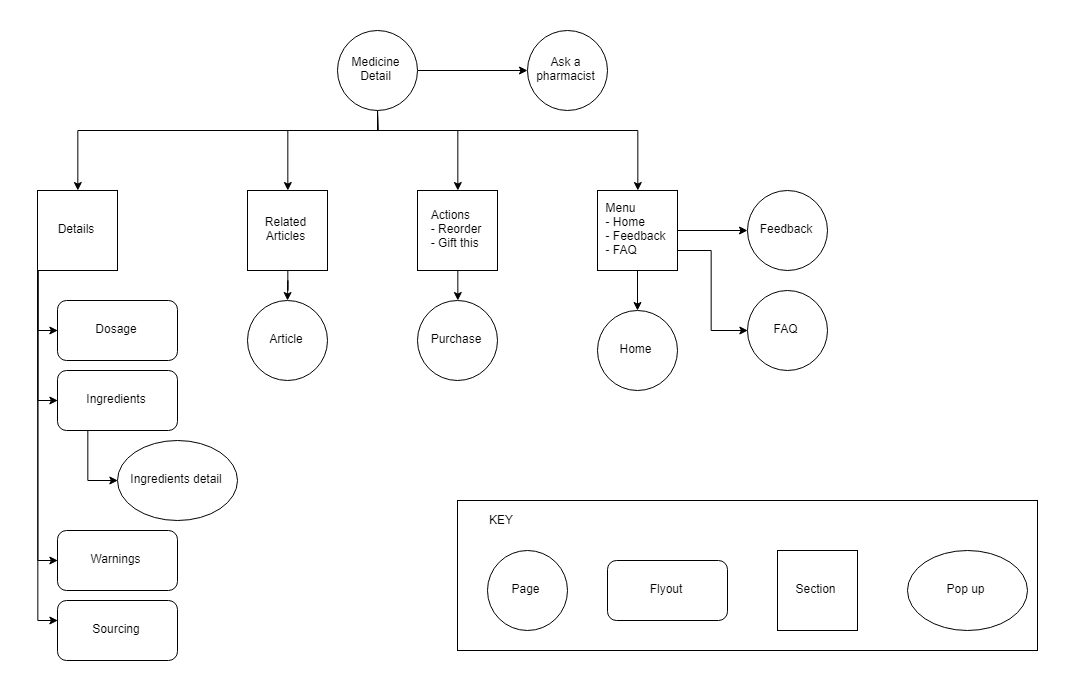 Medicine
Detail
Ask a
pharmacist
Details
Related
Articles
Actions
- Reorder
- Gift this
Menu
- Home
- Feedback
- FAQ
Feedback
Dosage
Article
Purchase
Home
FAQ
Ingredients
Ingredients detail
Warnings
Sourcing
KEY
Page
Flyout
Section
Pop up